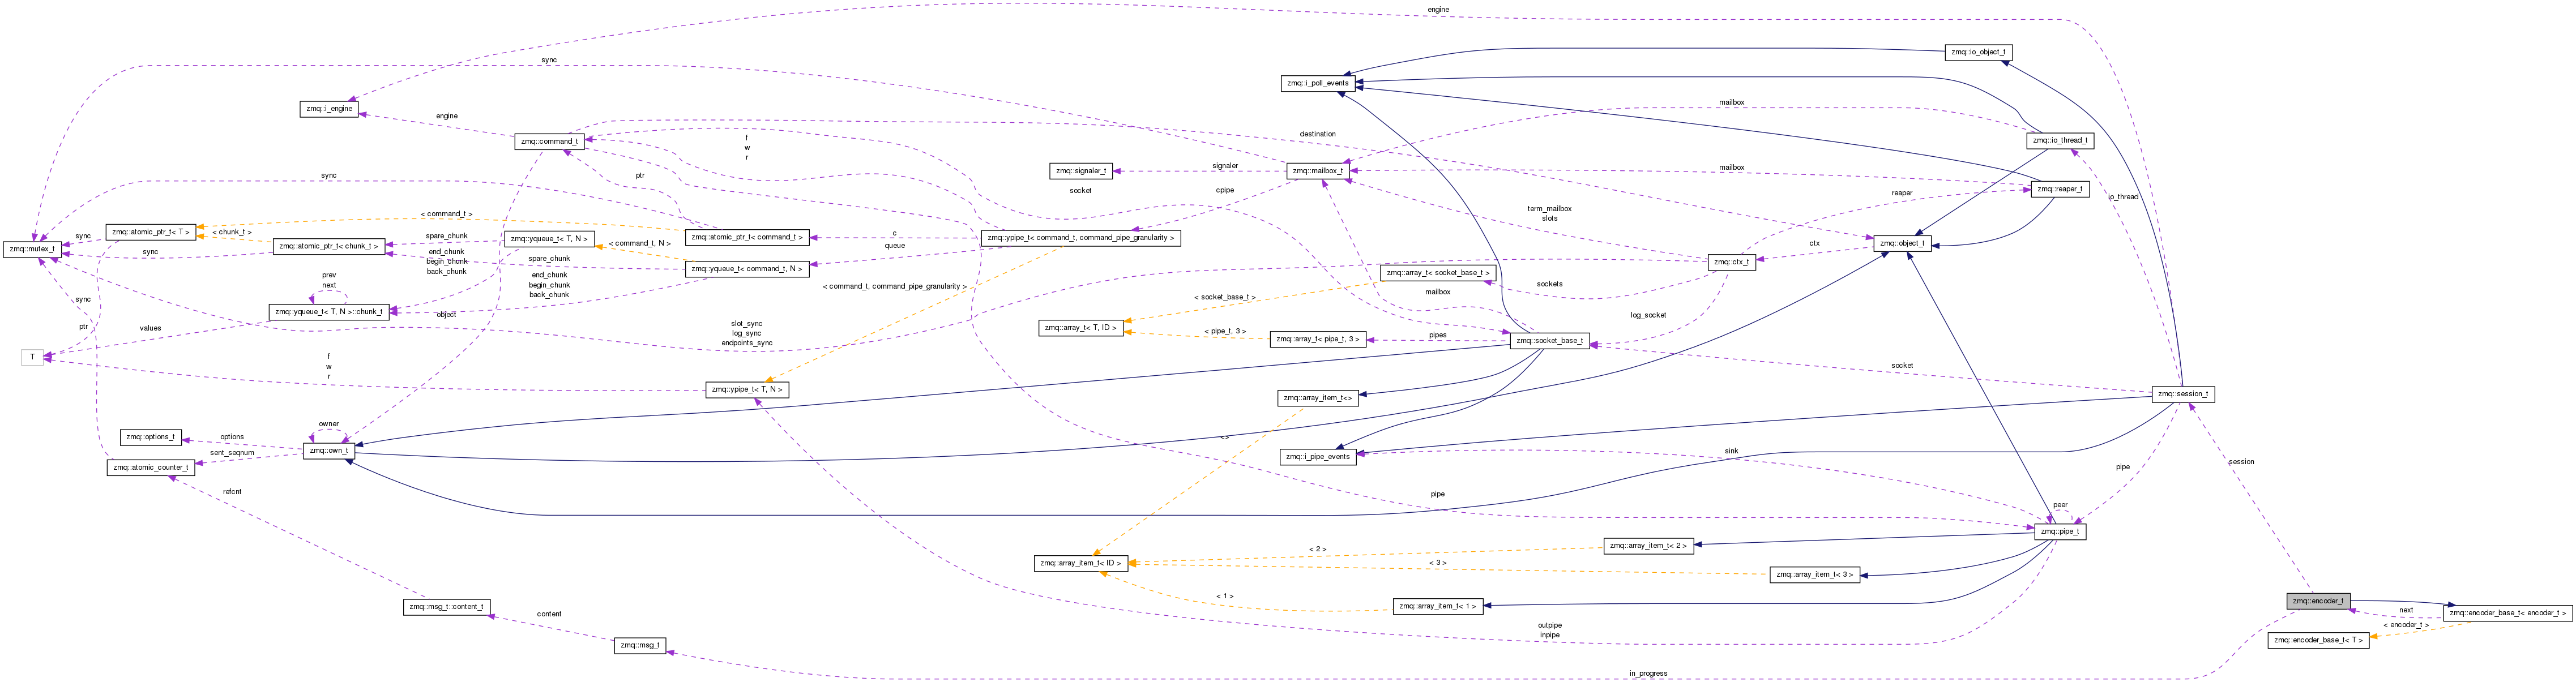 engine
zmq::io_object_t
sync
zmq::i_poll_events
zmq::i_engine
mailbox
engine
destination
zmq::command_t
f
w
r
zmq::io_thread_t
signaler
mailbox
zmq::signaler_t
zmq::mailbox_t
sync
ptr
socket
cpipe
reaper
zmq::reaper_t
io_thread
term_mailbox
slots
< command_t >
zmq::atomic_ptr_t< T >
< chunk_t >
sync
spare_chunk
zmq::yqueue_t< T, N >
zmq::atomic_ptr_t< command_t >
c
zmq::ypipe_t< command_t, command_pipe_granularity >
zmq::object_t
ctx
zmq::mutex_t
zmq::atomic_ptr_t< chunk_t >
sync
< command_t, N >
queue
end_chunk
begin_chunk
back_chunk
spare_chunk
zmq::yqueue_t< command_t, N >
zmq::ctx_t
zmq::array_t< socket_base_t >
prev
next
end_chunk
begin_chunk
back_chunk
< command_t, command_pipe_granularity >
sockets
mailbox
< socket_base_t >
sync
zmq::yqueue_t< T, N >::chunk_t
object
log_socket
ptr
values
slot_sync
log_sync
endpoints_sync
zmq::array_t< T, ID >
< pipe_t, 3 >
zmq::array_t< pipe_t, 3 >
pipes
zmq::socket_base_t
T
f
w
r
socket
zmq::ypipe_t< T, N >
zmq::array_item_t<>
zmq::session_t
owner
zmq::options_t
options
<>
zmq::own_t
sent_seqnum
sink
zmq::i_pipe_events
zmq::atomic_counter_t
pipe
session
refcnt
pipe
peer
zmq::pipe_t
< 2 >
zmq::array_item_t< 2 >
zmq::array_item_t< ID >
< 3 >
zmq::array_item_t< 3 >
< 1 >
zmq::array_item_t< 1 >
zmq::msg_t::content_t
content
zmq::encoder_t
next
zmq::encoder_base_t< encoder_t >
outpipe
inpipe
< encoder_t >
zmq::msg_t
zmq::encoder_base_t< T >
in_progress